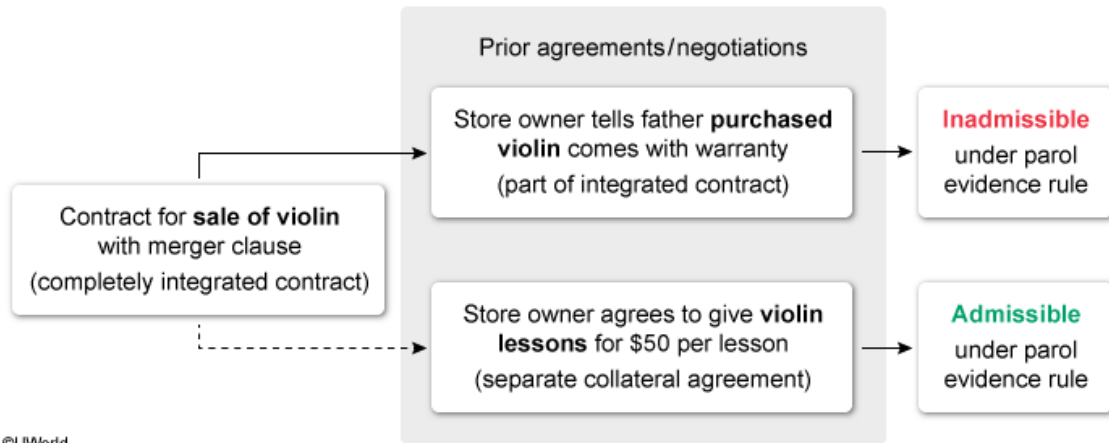 Prior agreements/negotiations
Store owner tells father purchased
violin comes with warranty
(part of integrated contract)
Inadmissible
under parol
evidence rule
Contract for sale of violin
with merger clause
(completely integrated contract)
Store owner agrees to give violin
lessons for $50 per lesson
(separate collateral agreement)
Admissible
under parol
evidence rule
©UWorld